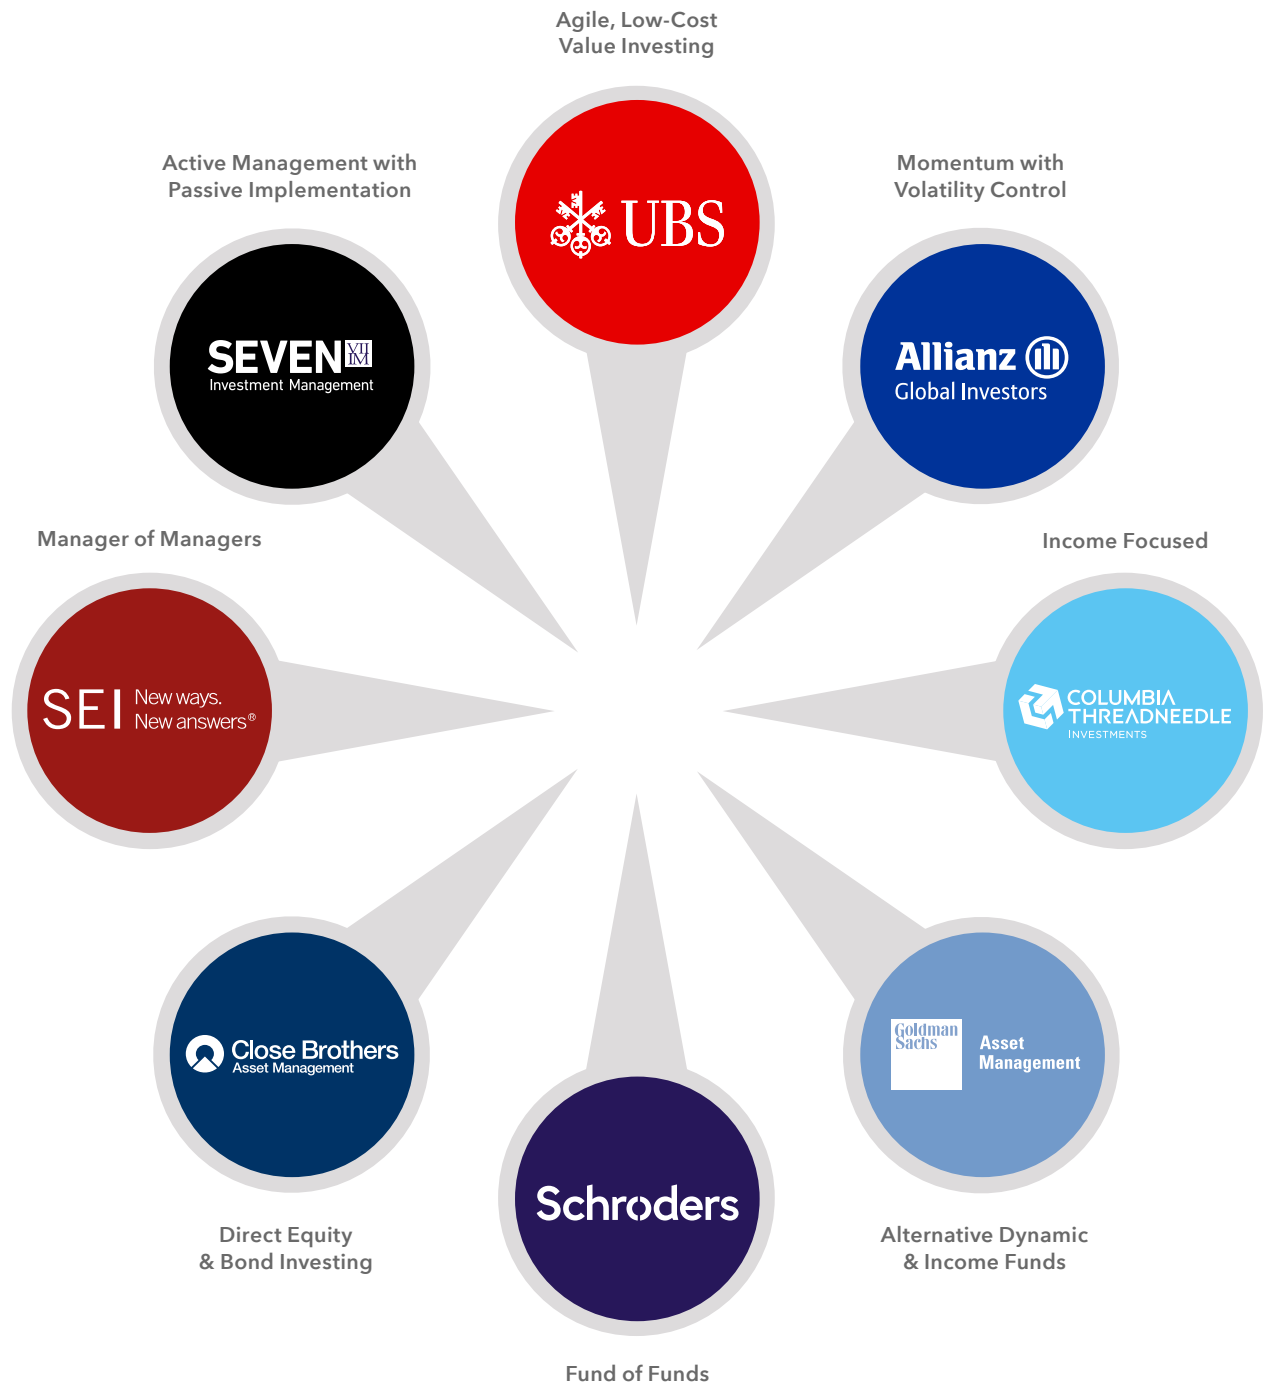 Agile, Low-Cost
Value Investing
UBS
Active Management with
Passive Implementation
SEVEN VII IM
Investment Management
Momentum with
Volatility Control
Allianz
Global Investors
Manager of Managers
SEI New ways.
New answers®
Income Focused
COLUMBIA
THREADNEEDLE
INVESTMENTS
Close Brothers
Asset Management
Direct Equity
& Bond Investing
Goldman
Sachs
Asset
Management
Alternative Dynamic
& Income Funds
Schroders
Fund of Funds